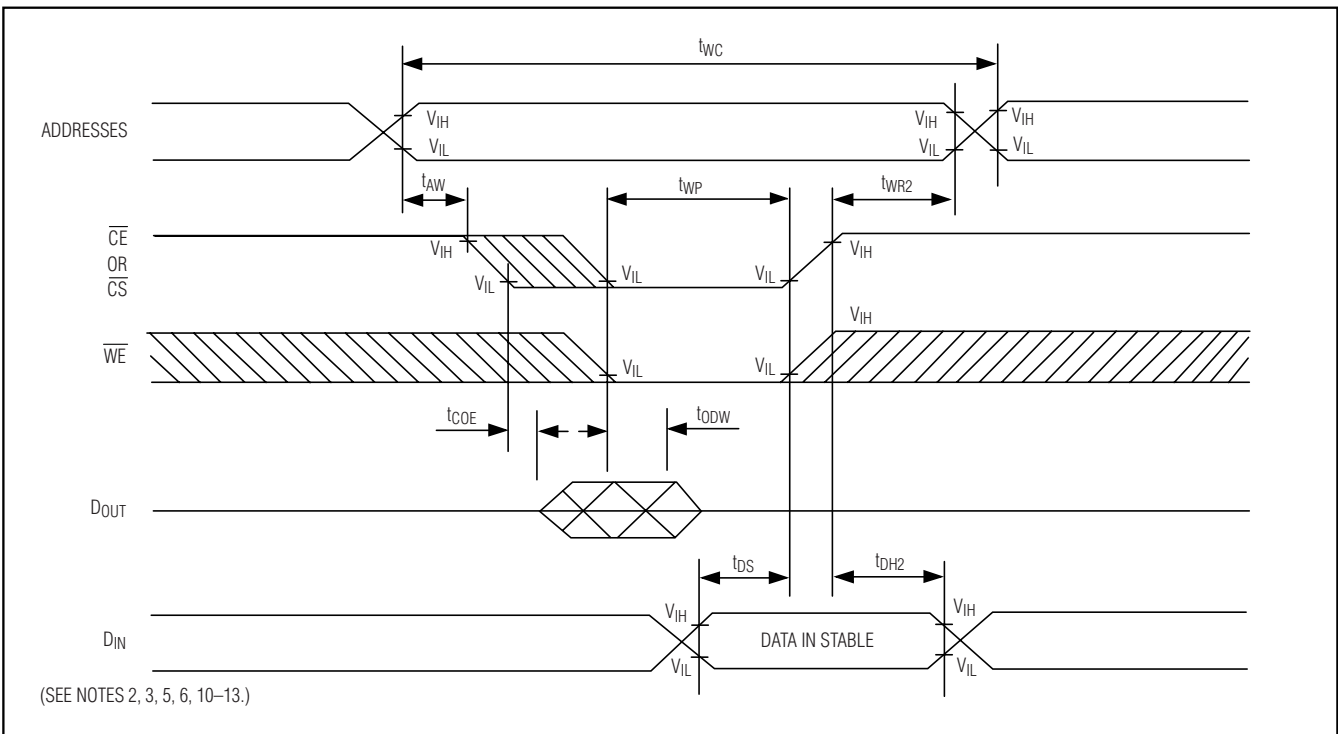 tWC
ADDRESSES
VIH
VIL
VIH
VIL
VIH
VIL
tAW
tWP
tWR2
CE
OR
CS
VIH
VIL
VIL
VIL
VIH
WE
VIL
VIL
tCOE
tODW
DOUT
tDS
tDH2
DIN
VIH
VIL
DATA IN STABLE
VIH
VIL
(SEE NOTES 2, 3, 5, 6, 10–13.)